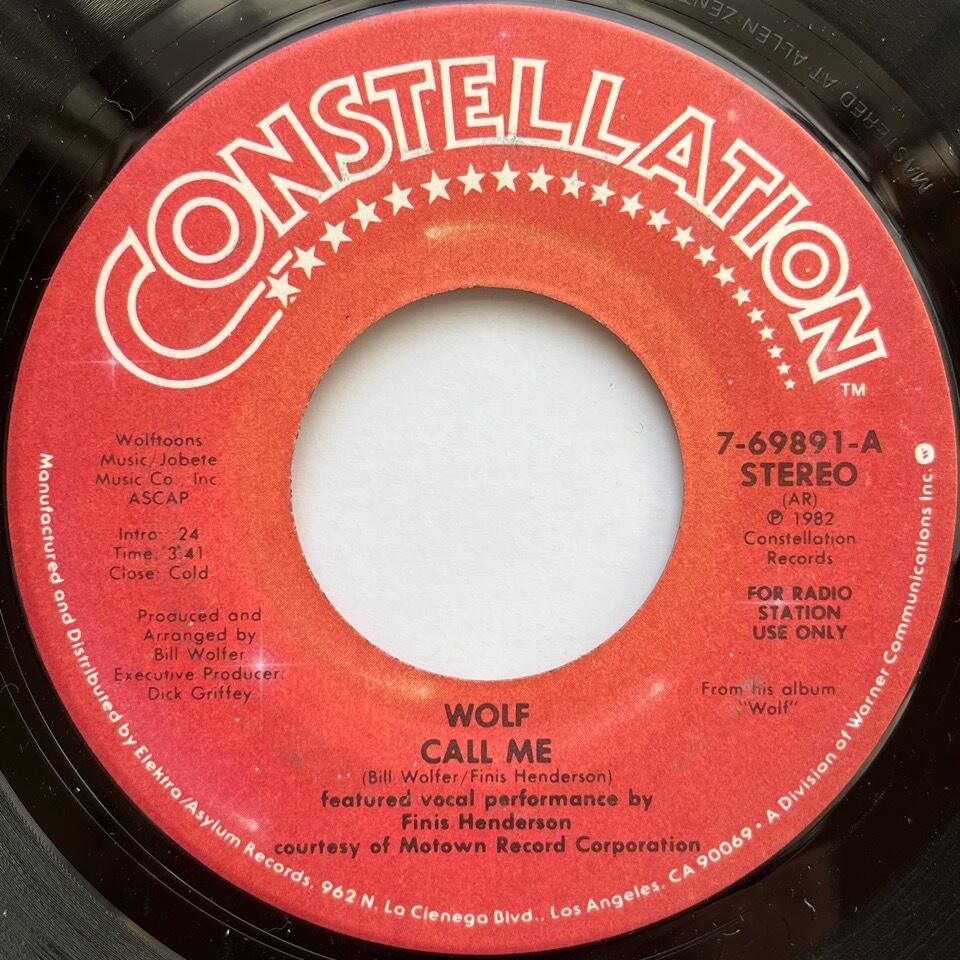 CONSTELLATION
TM
Wolftoons
Music/Jobete
Music Co., Inc.
ASCAP
Intro: :24
Time: 3:41
Close: Cold
Produced and
Arranged by
Bill Wolfer
Executive Producer:
Dick Griffey
7-69891-A
STEREO
(AR)
℗ 1982
Constellation
Records
FOR RADIO
STATION
USE ONLY
From his album
"Wolf"
WOLF
CALL ME
(Bill Wolfer/Finis Henderson)
featured vocal performance by
Finis Henderson
courtesy of Motown Record Corporation
Manufactured and Distributed by Elektro/Asylum Records, 962 N. La Cienega Blvd., Los Angeles, CA 90069 • A Division of Warner Communications Inc.
MASTERED AT ALLEN ZENT